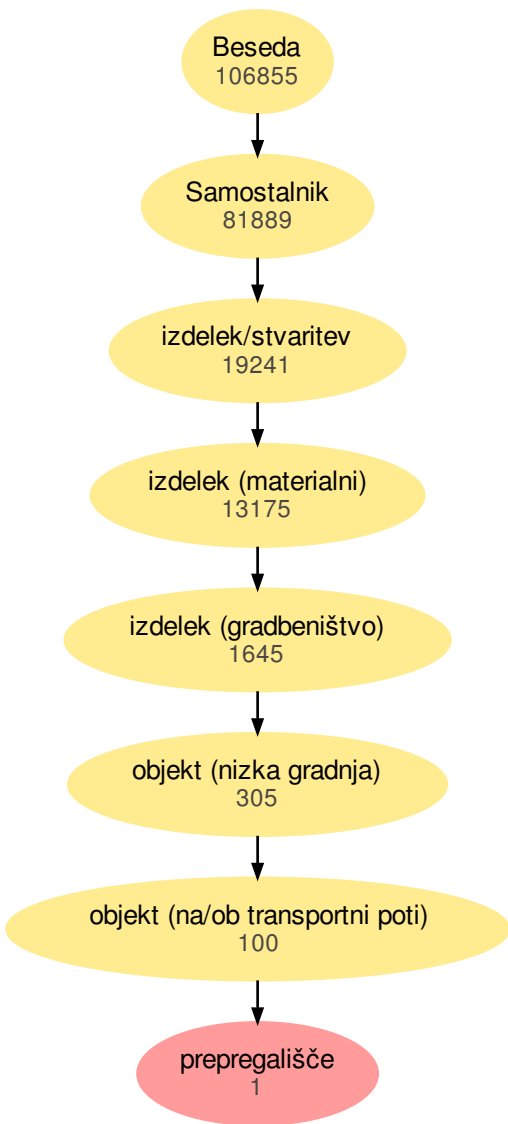 Beseda
106855
Samostalnik
81889
izdelek/stvaritev
19241
izdelek (materialni)
13175
izdelek (gradbeništvo)
1645
objekt (nizka gradnja)
305
objekt (na/ob transportni poti)
100
prepregališče
1